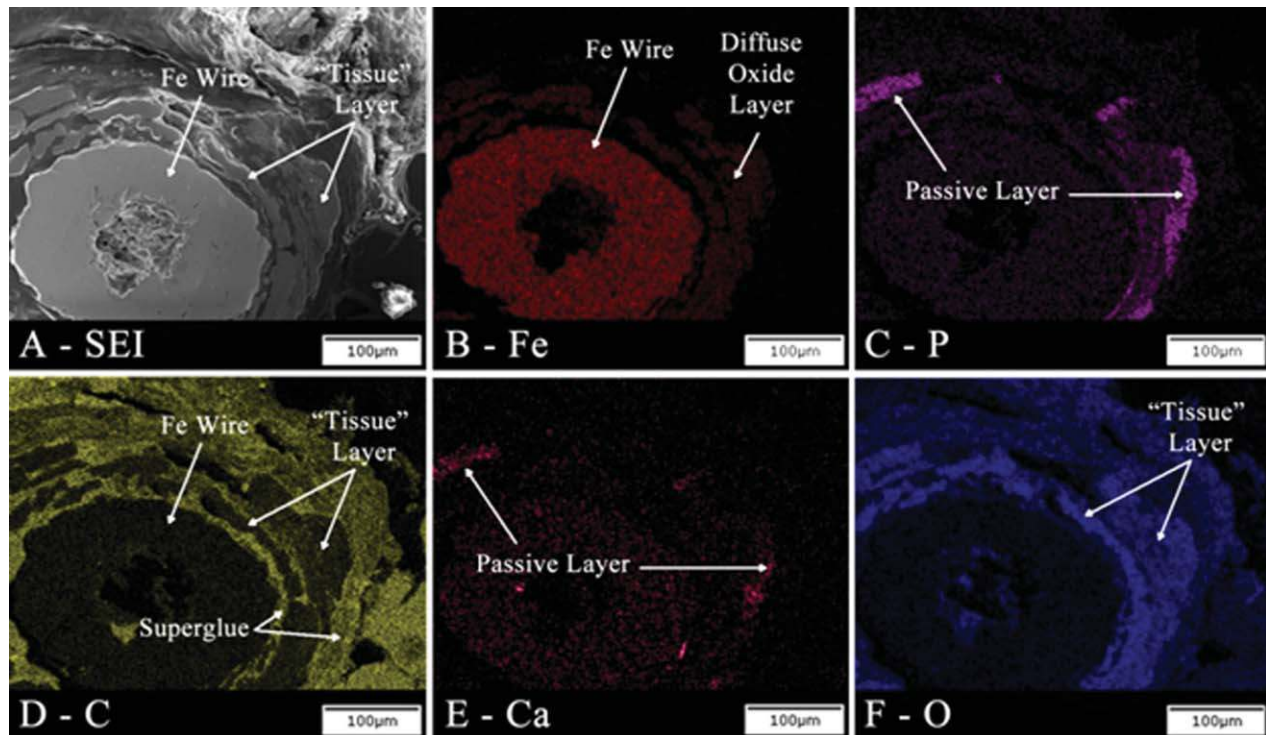 Fe Wire
“Tissue”
Layer
A - SEI
100μm
Fe Wire
Diffuse
Oxide
Layer
B - Fe
100μm
Passive Layer
C - P
100μm
Fe Wire
“Tissue”
Layer
Superglue
D - C
100μm
Passive Layer
E - Ca
100μm
“Tissue”
Layer
F - O
100μm